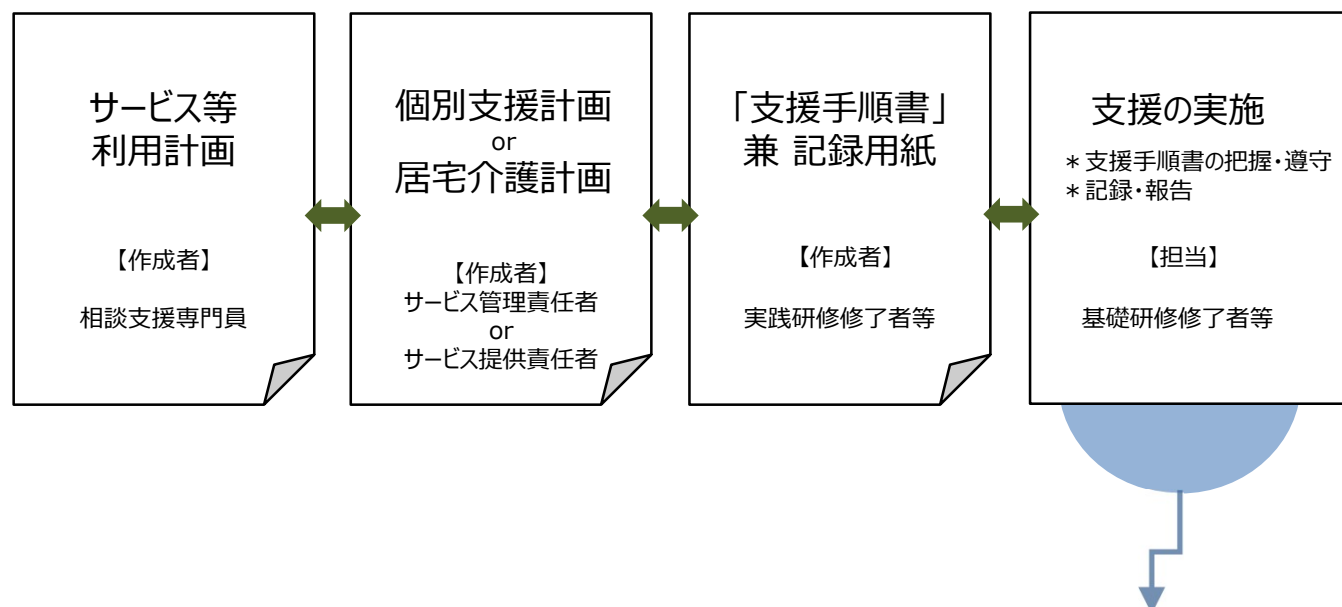 サービス等
利用計画
【作成者】
相談支援専門員
個別支援計画
or
居宅介護計画
【作成者】
サービス管理責任者
or
サービス提供責任者
「支援手順書」
兼 記録用紙
【作成者】
実践研修修了者等
支援の実施
＊支援手順書の把握・遵守
＊記録・報告
【担当】
基礎研修修了者等